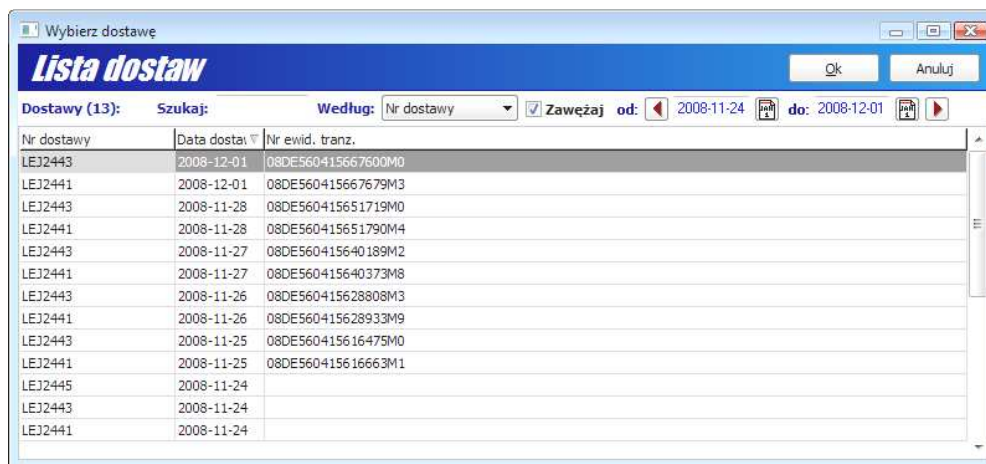 Wybierz dostawę
Lista dostaw Ok Anuluj
Dostawy (13): Szukaj: Według: Nr dostawy Zawężaj od: 2008-11-24 do: 2008-12-01
Nr dostawy Data dostaw Nr ewid. tranz.
LEJ2443 2008-12-01 08DE560415667600M0
LEJ2441 2008-12-01 08DE560415667679M3
LEJ2443 2008-11-28 08DE560415651719M0
LEJ2441 2008-11-28 08DE560415651790M4
LEJ2443 2008-11-27 08DE560415640189M2
LEJ2441 2008-11-27 08DE560415640373M8
LEJ2443 2008-11-26 08DE560415628808M3
LEJ2441 2008-11-26 08DE560415628933M9
LEJ2443 2008-11-25 08DE560415616475M0
LEJ2441 2008-11-25 08DE560415616663M1
LEJ2445 2008-11-24
LEJ2443 2008-11-24
LEJ2441 2008-11-24